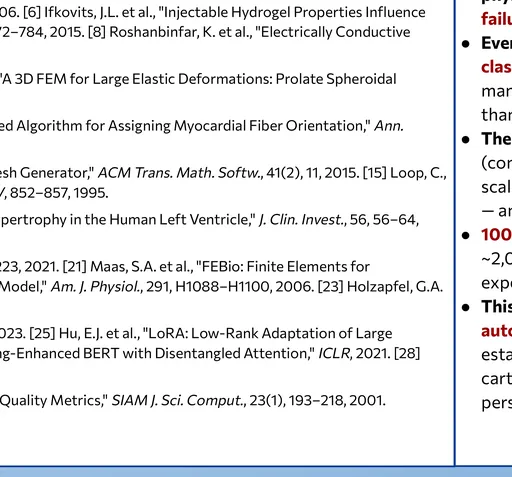 06. [6] Ifkovits, J.L. et al., "Injectable Hydrogel Properties Influence
72–784, 2015. [8] Roshanbinfar, K. et al., "Electrically Conductive
"A 3D FEM for Large Elastic Deformations: Prolate Spheroidal
ed Algorithm for Assigning Myocardial Fiber Orientation," Ann.
esh Generator," ACM Trans. Math. Softw., 41(2), 11, 2015. [15] Loop, C.,
, 852–857, 1995.
pertrophy in the Human Left Ventricle," J. Clin. Invest., 56, 56–64,
223, 2021. [21] Maas, S.A. et al., "FEBio: Finite Elements for
Model," Am. J. Physiol., 291, H1088–H1100, 2006. [23] Holzapfel, G.A.
023. [25] Hu, E.J. et al., "LoRA: Low-Rank Adaptation of Large
ng-Enhanced BERT with Disentangled Attention," ICLR, 2021. [28]
Quality Metrics," SIAM J. Sci. Comput., 23(1), 193–218, 2001.
failu
● Ever
clas
man
than
● The
(con
scal
— an
● 100
~2,0
expe
● This
auto
esta
cart
pers